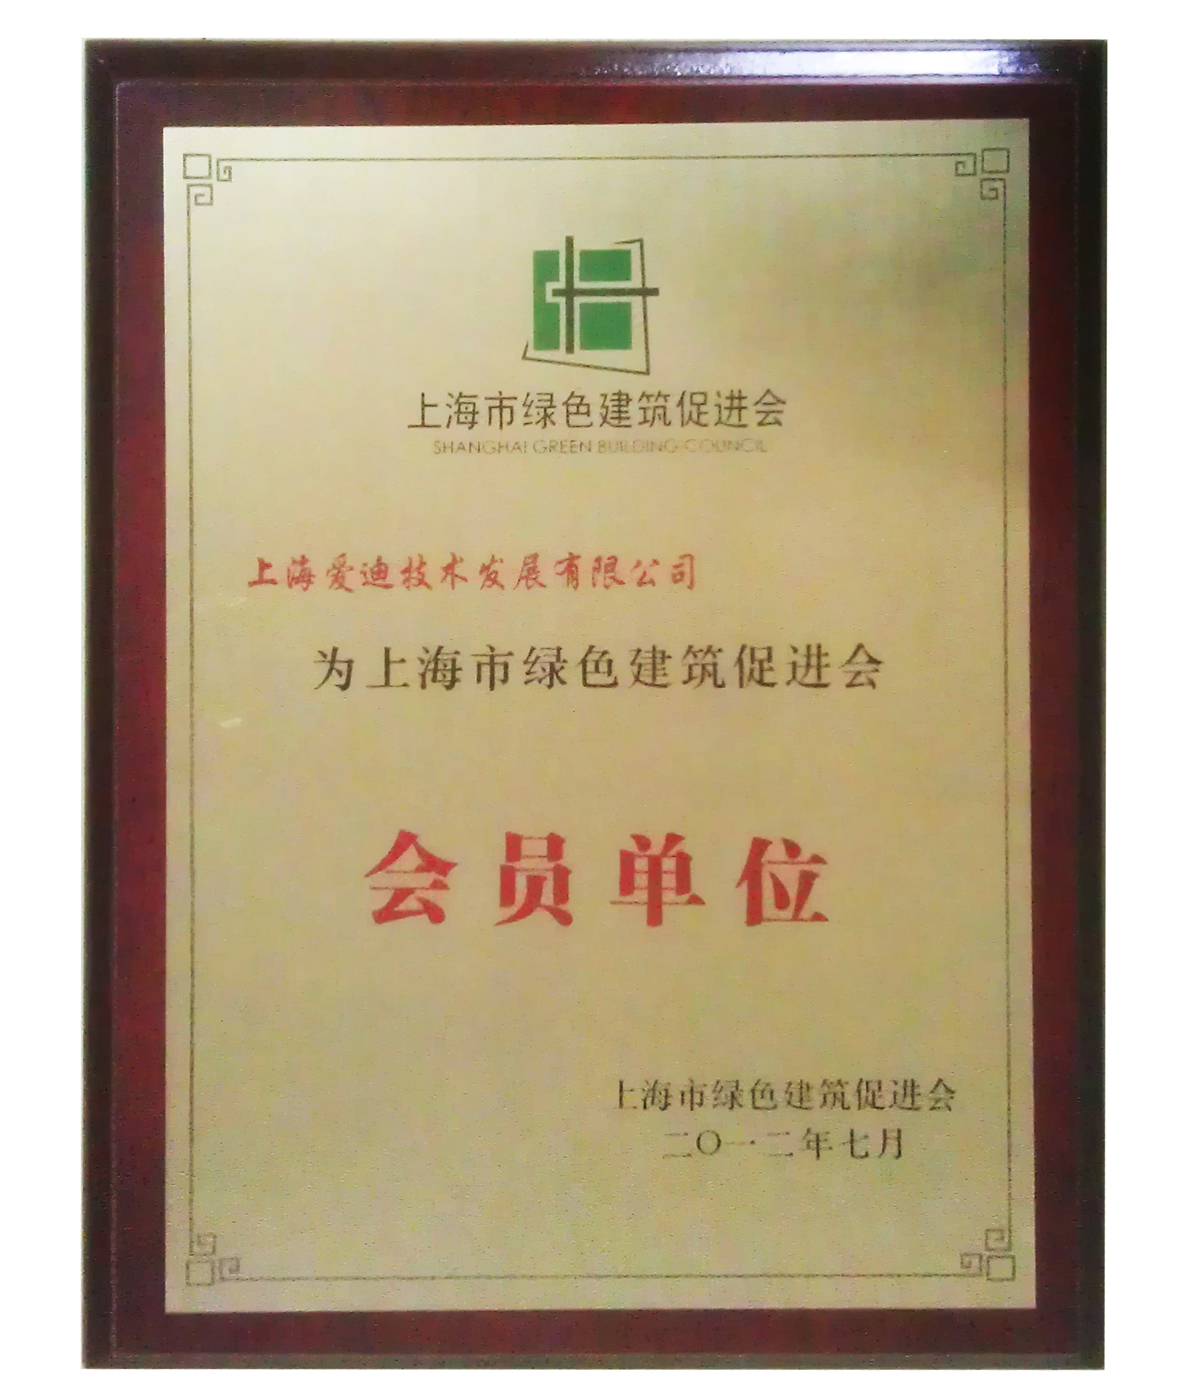 上海市绿色建筑促进会
SHANGHAI GREEN BUILDING COUNCIL
上海爱迪技术发展有限公司
为上海市绿色建筑促进会
会员单位
上海市绿色建筑促进会
二〇一二年七月